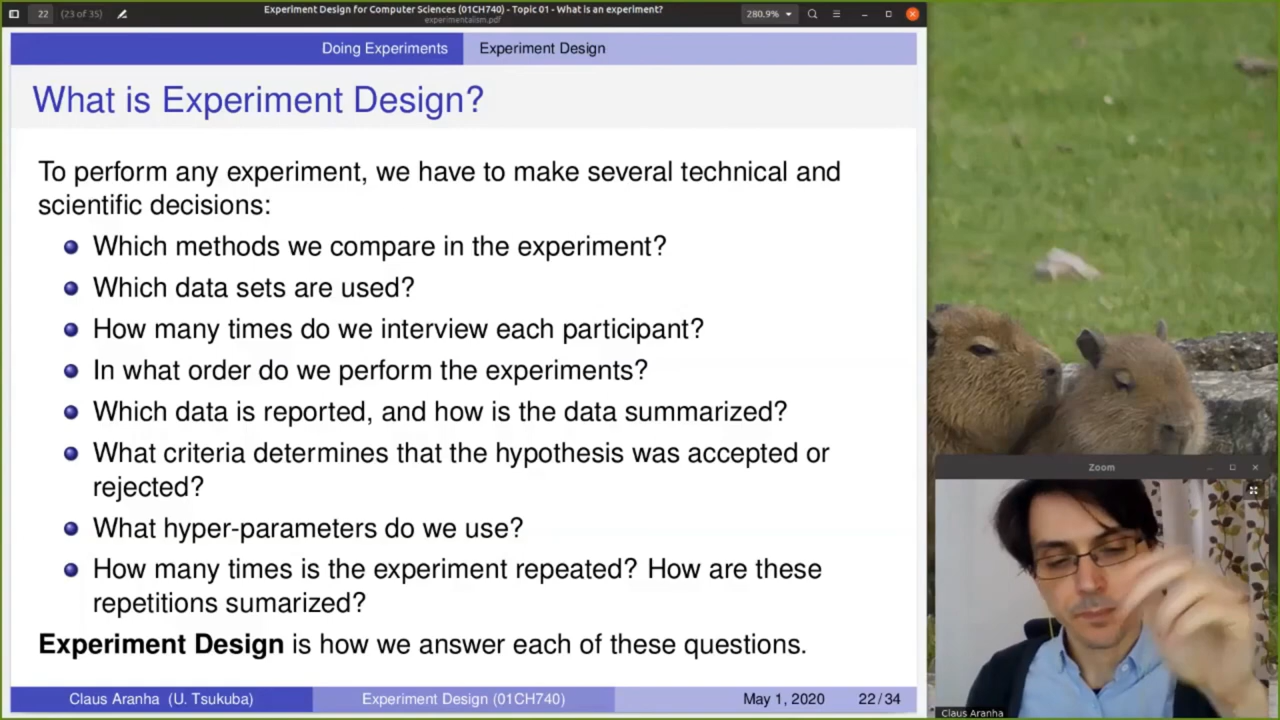 22
(23 of 35)
Experiment Design for Computer Sciences (01CH740) - Topic 01 - What is an experiment?
experimentalism.pdf
280.9%
Doing Experiments
Experiment Design
What is Experiment Design?
To perform any experiment, we have to make several technical and
scientific decisions:
Which methods we compare in the experiment?
Which data sets are used?
How many times do we interview each participant?
In what order do we perform the experiments?
Which data is reported, and how is the data summarized?
What criteria determines that the hypothesis was accepted or
rejected?
What hyper-parameters do we use?
How many times is the experiment repeated? How are these
repetitions sumarized?
Experiment Design is how we answer each of these questions.
Claus Aranha (U. Tsukuba)
Experiment Design (01CH740)
May 1, 2020
22/34
Zoom
Claus Aranha